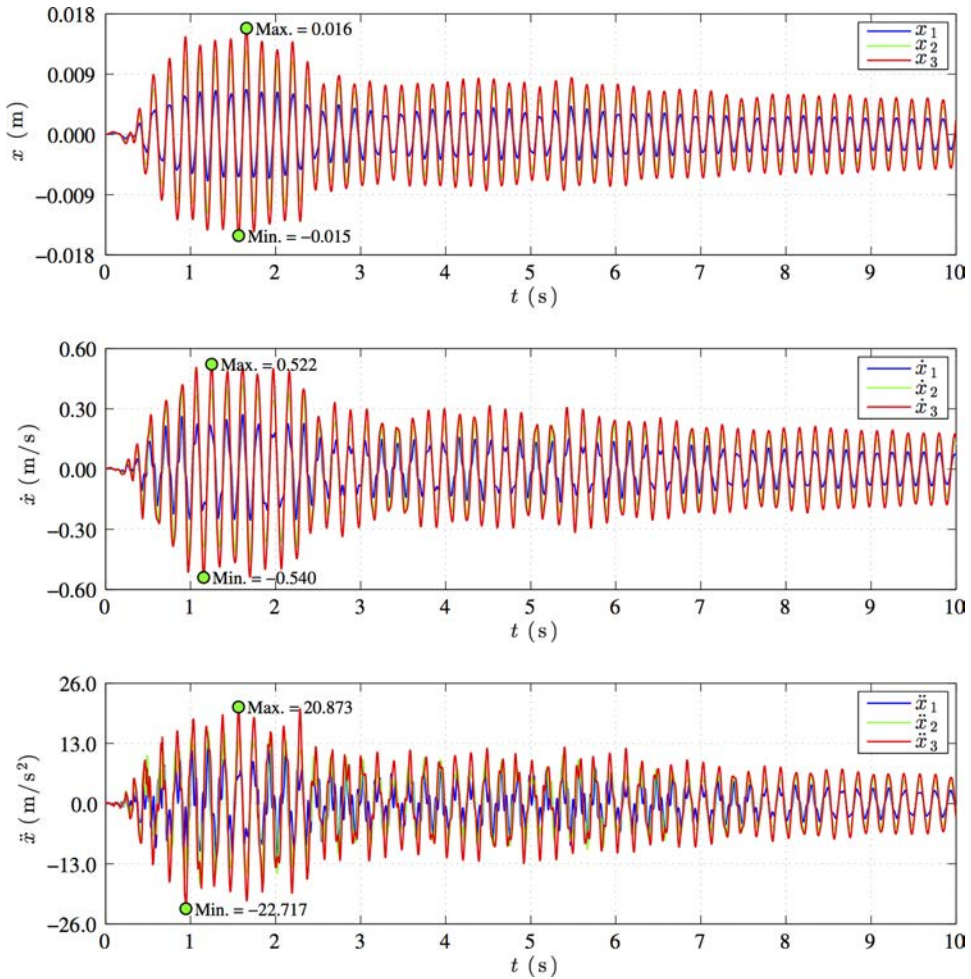 0.018
Max. = 0.016
x₁
x₂
x₃
0.009
x (m)
0.000
−0.009
Min. = −0.015
−0.018
0 1 2 3 4 5 6 7 8 9 10
t (s)
0.60
Max. = 0.522
ẋ₁
ẋ₂
ẋ₃
0.30
ẋ (m/s)
0.00
−0.30
Min. = −0.540
−0.60
0 1 2 3 4 5 6 7 8 9 10
t (s)
26.0
Max. = 20.873
ẍ₁
ẍ₂
ẍ₃
13.0
ẍ (m/s²)
0.0
−13.0
Min. = −22.717
−26.0
0 1 2 3 4 5 6 7 8 9 10
t (s)